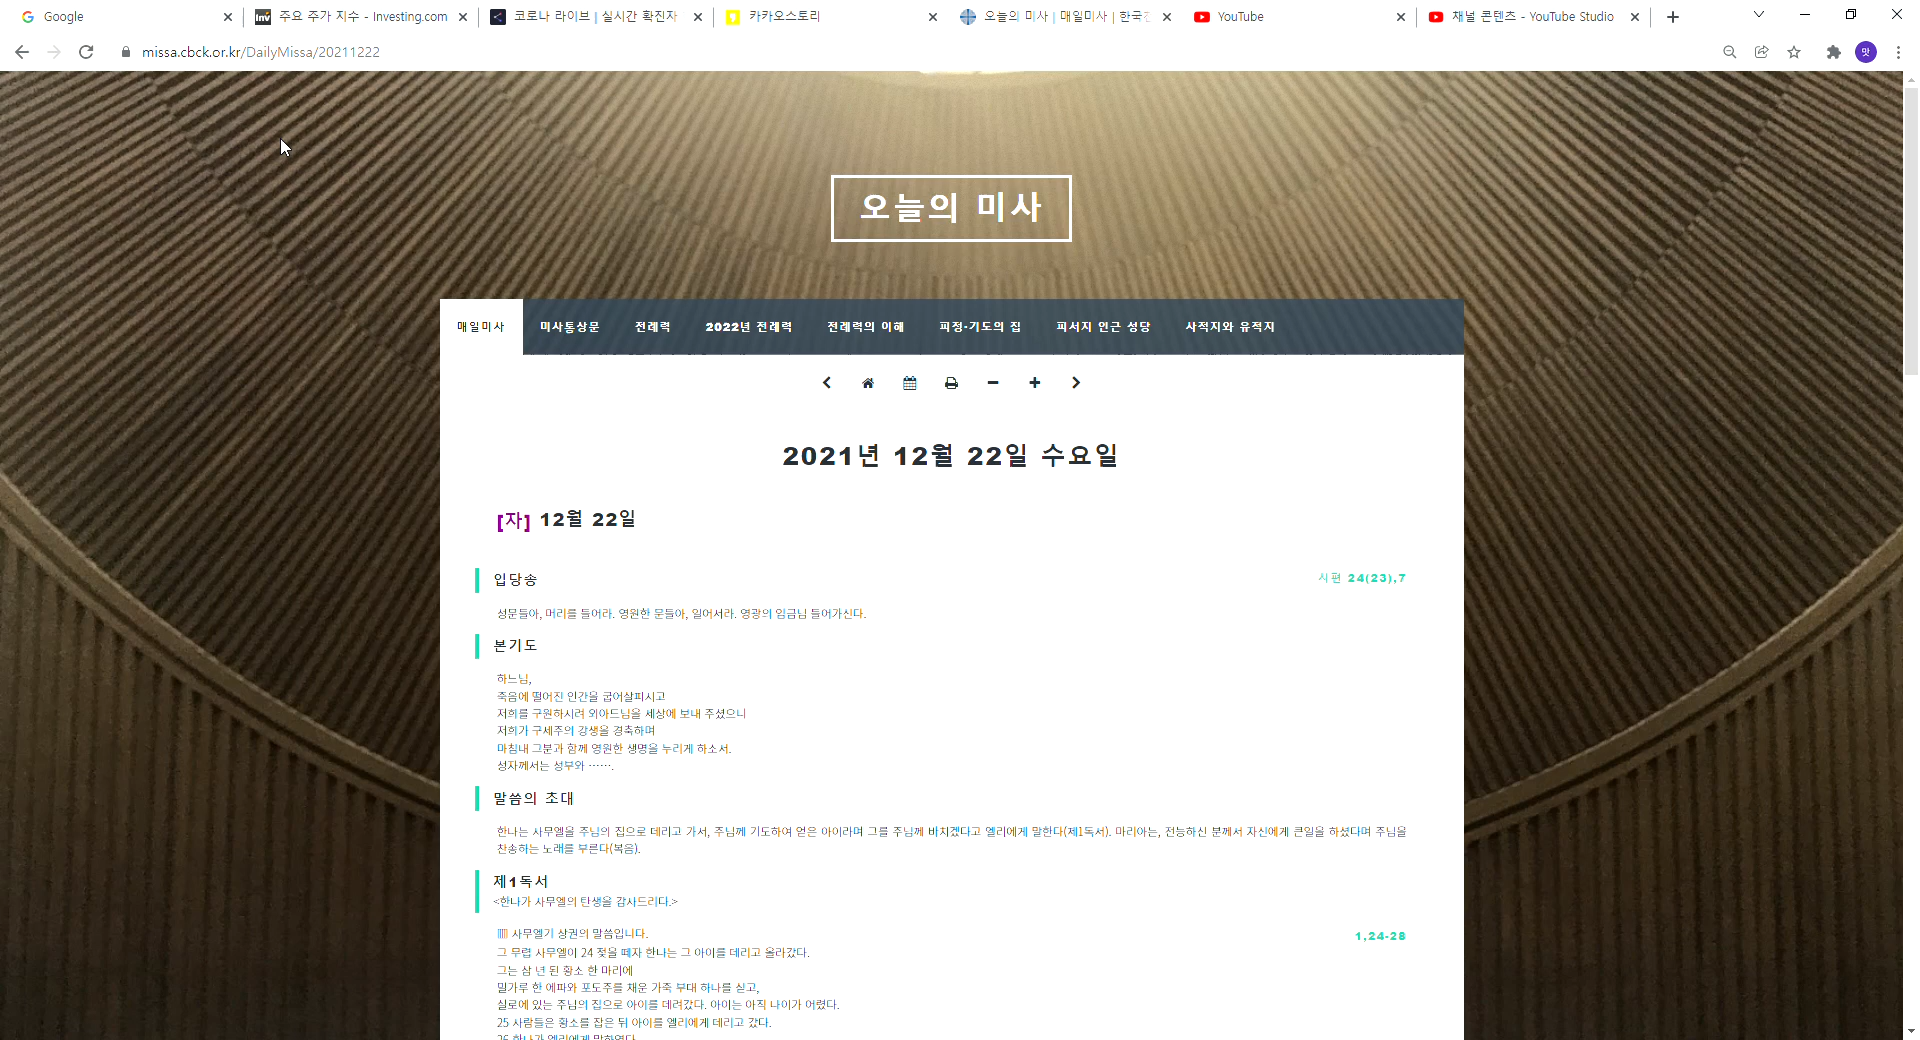 Google
주요 주가 지수 - Investing.com
코로나 라이브 | 실시간 확진자
카카오스토리
오늘의 미사 | 매일미사 | 한국
YouTube
채널 콘텐츠 - YouTube Studio
missa.cbck.or.kr/DailyMissa/20211222
맛
오늘의 미사
매일미사 미사통상문 전례력 2022년 전례력 전례력의 이해 피정·기도의 집 피서지 인근 성당 사적지와 유적지
2021년 12월 22일 수요일
[자] 12월 22일
입당송
시편 24(23),7
성문들아, 머리를 들어라. 영원한 문들아, 일어서라. 영광의 임금님 들어가신다.
본기도
하느님,
죽음에 떨어진 인간을 굽어살피시고
저희를 구원하시려 외아드님을 세상에 보내 주셨으니
저희가 구세주의 강생을 경축하며
마침내 그분과 함께 영원한 생명을 누리게 하소서.
성자께서는 성부와 …….
말씀의 초대
한나는 사무엘을 주님의 집으로 데리고 가서, 주님께 기도하여 얻은 아이라며 그를 주님께 바치겠다고 엘리에게 말한다(제1독서). 마리아는, 전능하신 분께서 자신에게 큰일을 하셨다며 주님을
찬송하는 노래를 부른다(복음).
제1독서
<한나가 사무엘의 탄생을 감사드리다.>
사무엘기 상권의 말씀입니다.
1,24-28
그 무렵 사무엘이 24 젖을 떼자 한나는 그 아이를 데리고 올라갔다.
그는 삼 년 된 황소 한 마리에
밀가루 한 에파와 포도주를 채운 가죽 부대 하나를 싣고,
실로에 있는 주님의 집으로 아이를 데려갔다. 아이는 아직 나이가 어렸다.
25 사람들은 황소를 잡은 뒤 아이를 엘리에게 데리고 갔다.
26 한나가 엘리에게 말하였다.